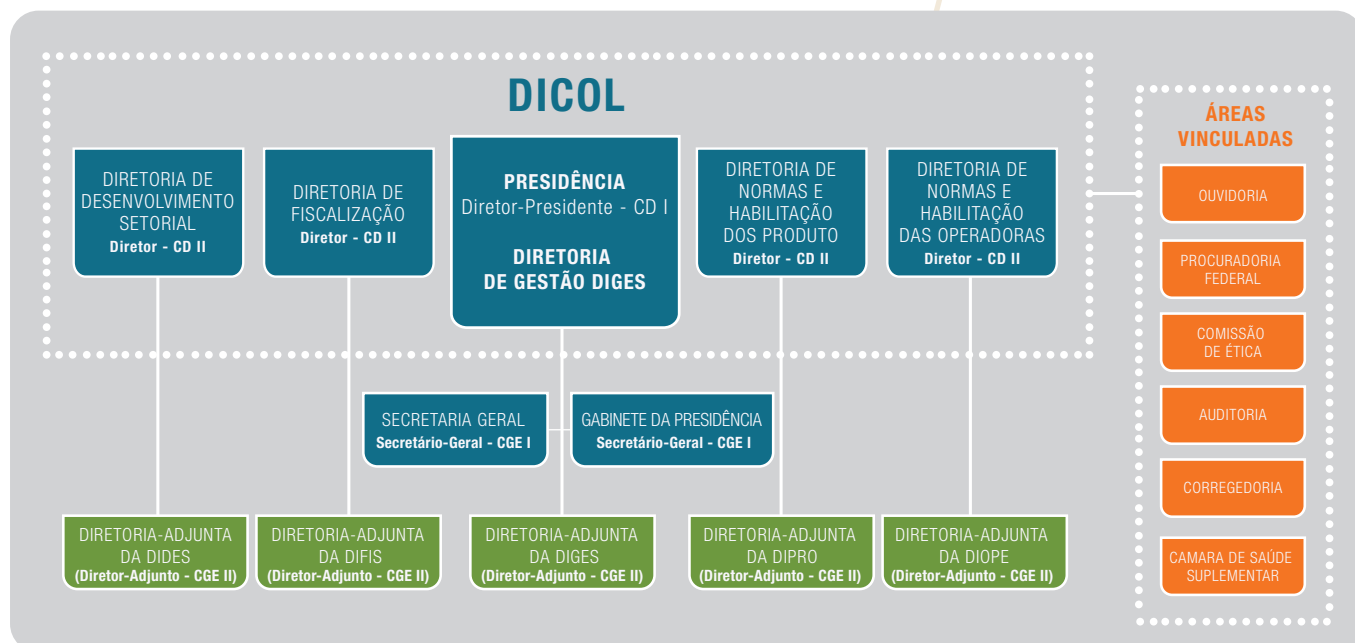 DICOL
DIRETORIA DE
DESENVOLVIMENTO
SETORIAL
Diretor - CD II
DIRETORIA DE
FISCALIZAÇÃO
Diretor - CD II
PRESIDÊNCIA
Diretor-Presidente - CD I
DIRETORIA
DE GESTÃO DIGES
DIRETORIA DE
NORMAS E
HABILITAÇÃO
DOS PRODUTO
Diretor - CD II
DIRETORIA DE
NORMAS E
HABILITAÇÃO
DAS OPERADORAS
Diretor - CD II
SECRETARIA GERAL
Secretário-Geral - CGE I
GABINETE DA PRESIDÊNCIA
Secretário-Geral - CGE I
DIRETORIA-ADJUNTA
DA DIDES
(Diretor-Adjunto - CGE II)
DIRETORIA-ADJUNTA
DA DIFIS
(Diretor-Adjunto - CGE II)
DIRETORIA-ADJUNTA
DA DIGES
(Diretor-Adjunto - CGE II)
DIRETORIA-ADJUNTA
DA DIPRO
(Diretor-Adjunto - CGE II)
DIRETORIA-ADJUNTA
DA DIOPE
(Diretor-Adjunto - CGE II)
ÁREAS
VINCULADAS
OUVIDORIA
PROCURADORIA
FEDERAL
COMISSÃO
DE ÉTICA
AUDITORIA
CORREGEDORIA
CAMARA DE SAÚDE
SUPLEMENTAR